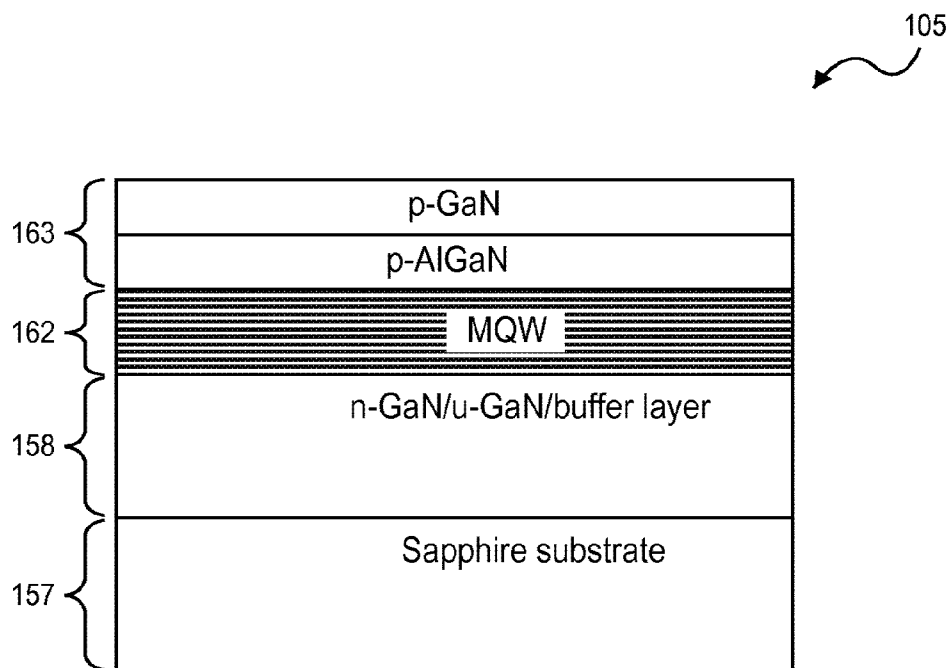 105
p-GaN
163
p-AlGaN
162
MQW
n-GaN/u-GaN/buffer layer
158
Sapphire substrate
157